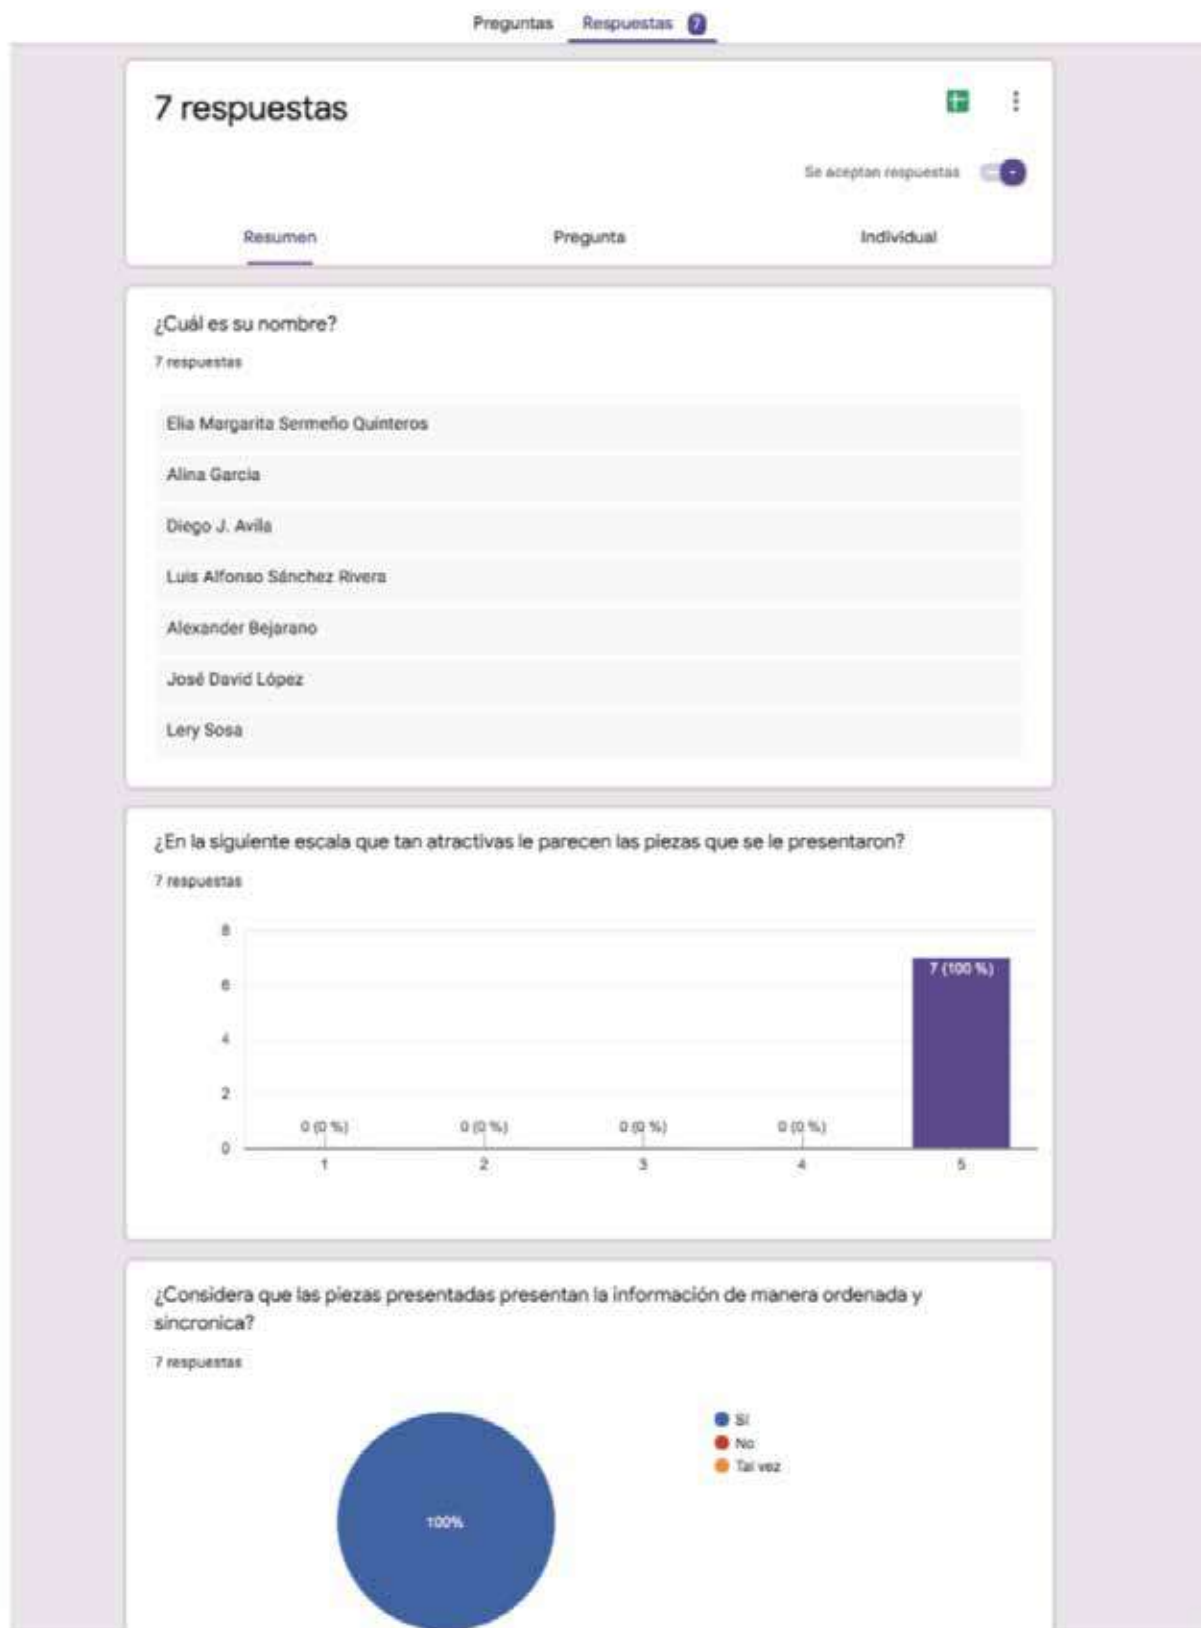 Preguntas Respuestas 7
7 respuestas
Se aceptan respuestas
Resumen Pregunta Individual
¿Cuál es su nombre?
7 respuestas
Elia Margarita Sermeño Quinteros
Alina Garcia
Diego J. Avila
Luis Alfonso Sánchez Rivera
Alexander Bejarano
José David López
Lery Sosa
¿En la siguiente escala que tan atractivas le parecen las piezas que se le presentaron?
7 respuestas
8
6
4
2
0
7 (100 %)
0 (0 %) 0 (0 %) 0 (0 %) 0 (0 %)
1 2 3 4 5
¿Considera que las piezas presentadas presentan la información de manera ordenada y
sincronica?
7 respuestas
Sí
No
Tal vez
100%